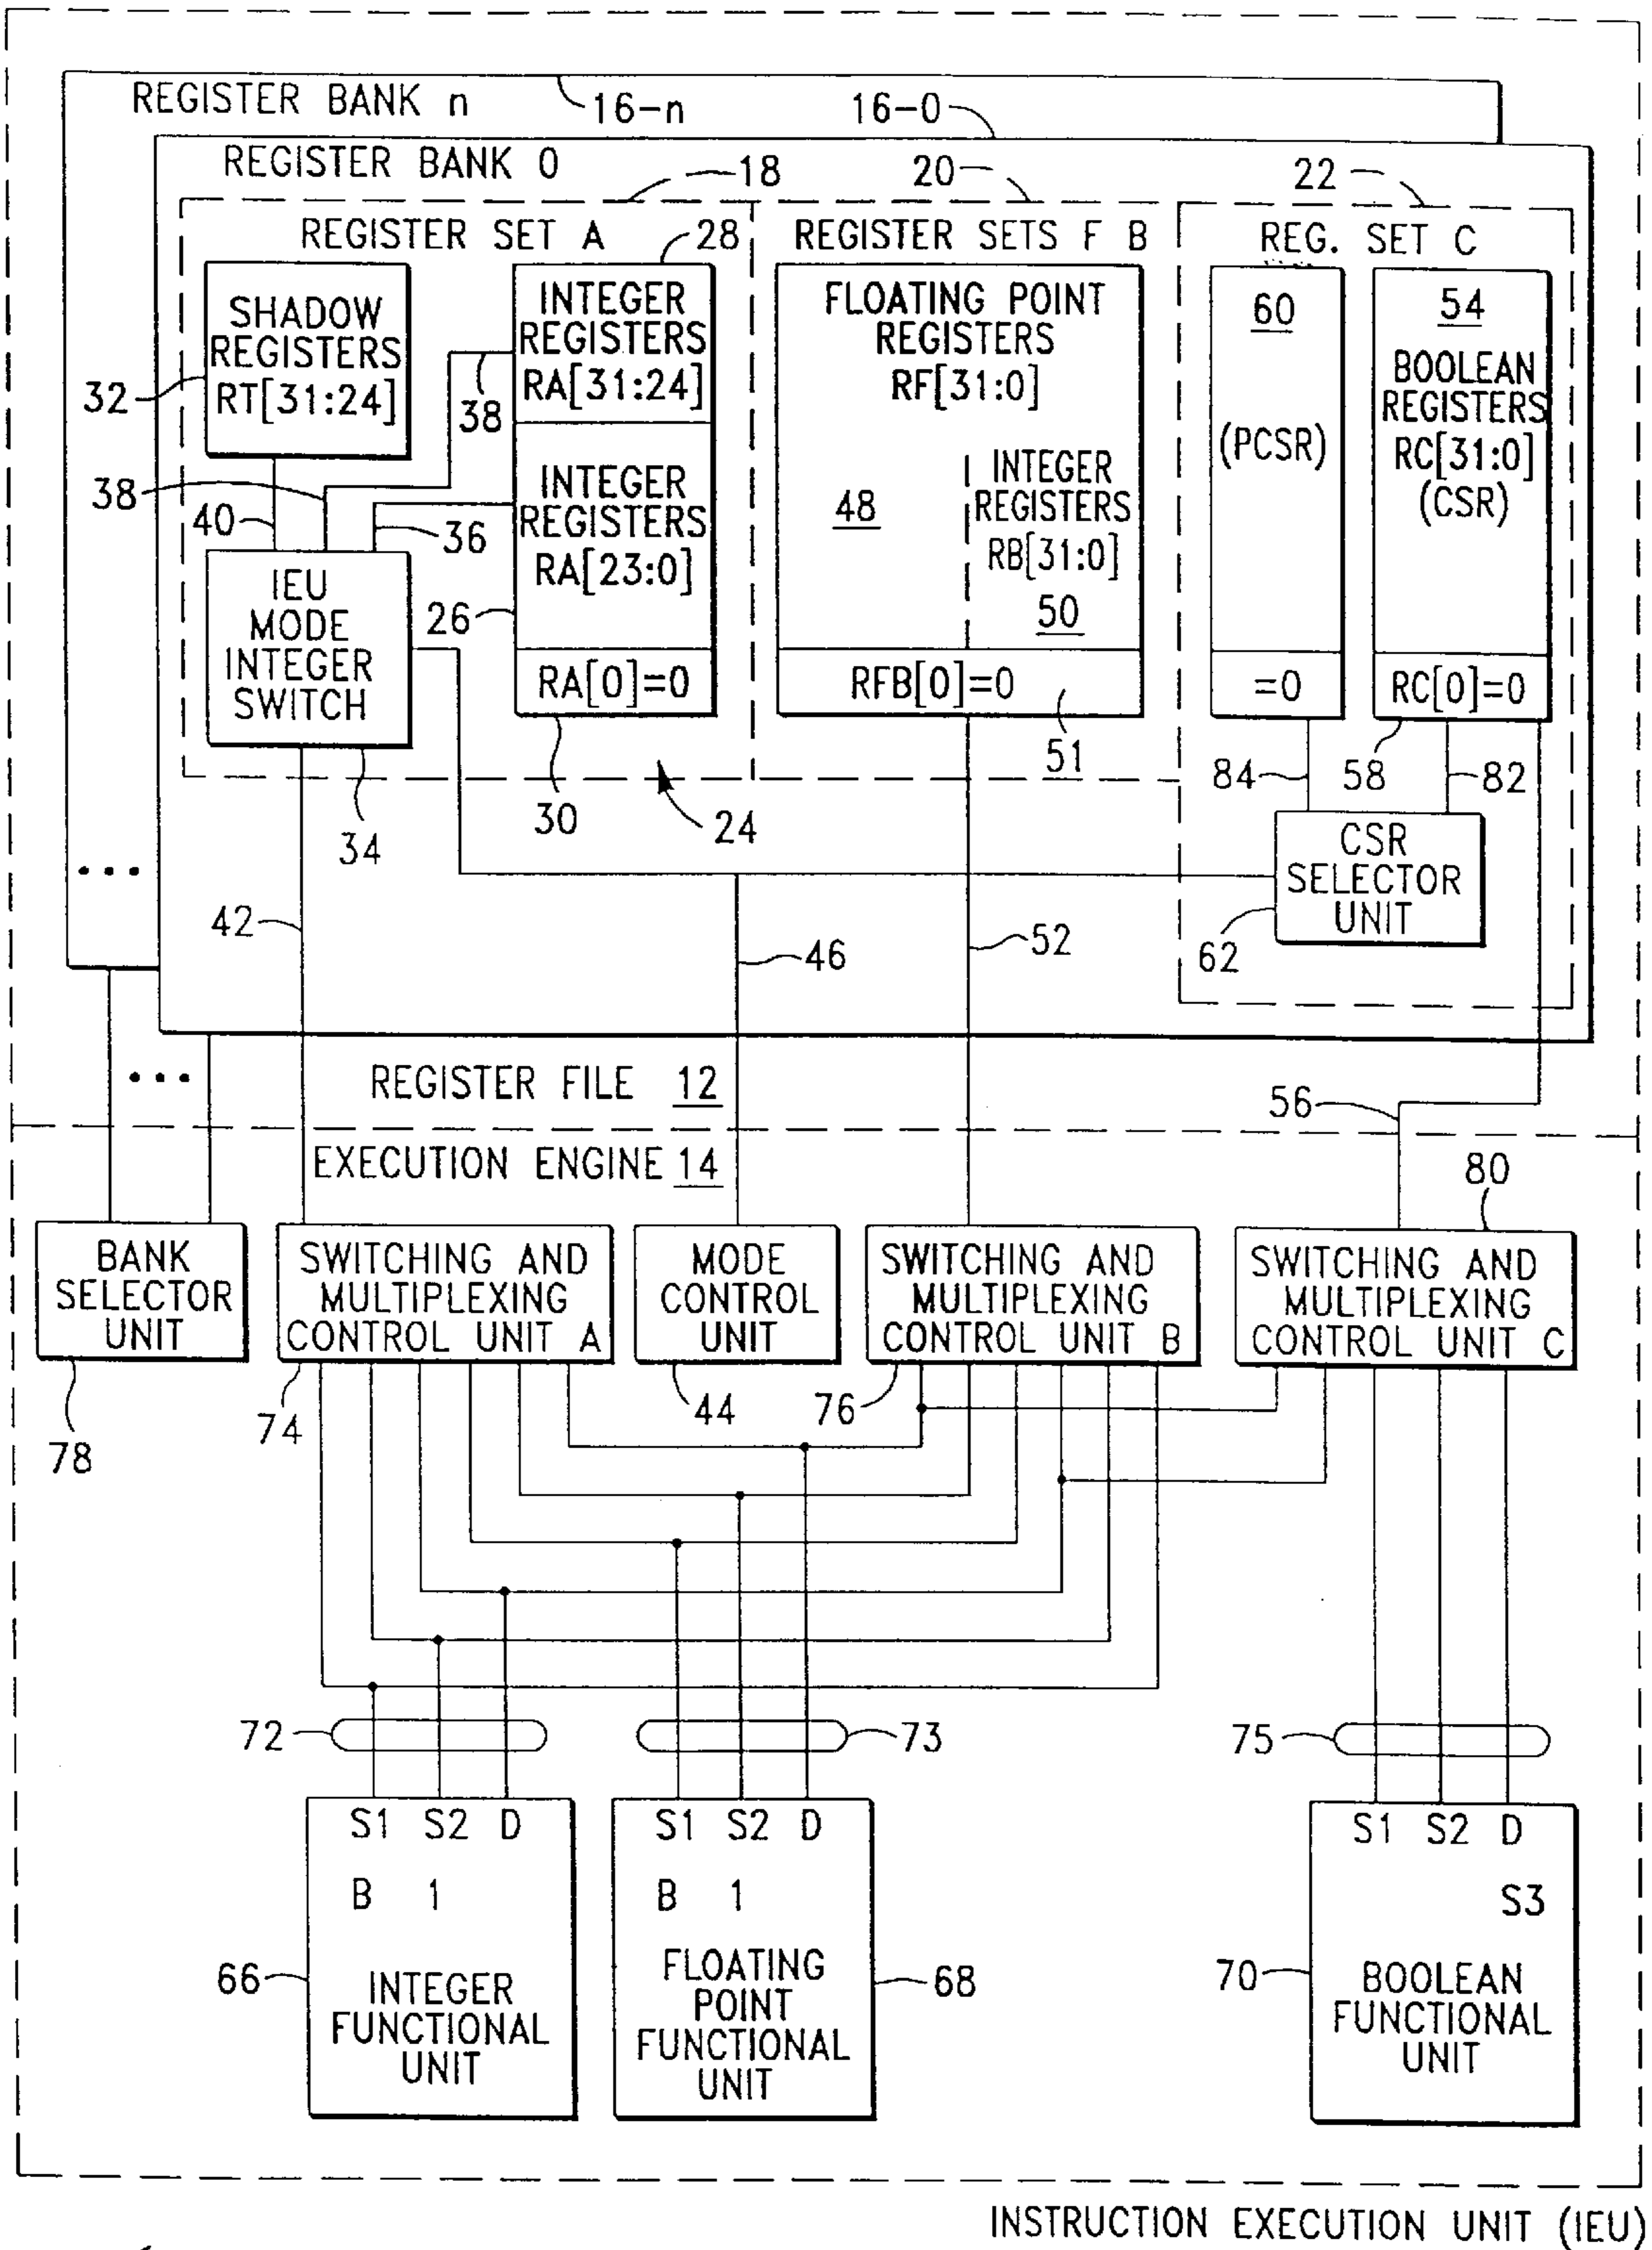 REGISTER BANK n
16-n
16-0
REGISTER BANK 0
18
20
22
REGISTER SET A
28
REGISTER SETS F B
REG. SET C
SHADOW
REGISTERS
RT[31:24]
32
INTEGER
REGISTERS
RA[31:24]
38
FLOATING POINT
REGISTERS
RF[31:0]
60
(PCSR)
54
BOOLEAN
REGISTERS
RC[31:0]
(CSR)
38
40
36
INTEGER
REGISTERS
RA[23:0]
48
INTEGER
REGISTERS
RB[31:0]
50
IEU
MODE
INTEGER
SWITCH
26
RA[0]=0
RFB[0]=0
=0
RC[0]=0
34
30
24
51
84
58
82
...
CSR
SELECTOR
UNIT
42
46
52
62
...
REGISTER FILE 12
56
EXECUTION ENGINE 14
80
BANK
SELECTOR
UNIT
SWITCHING AND
MULTIPLEXING
CONTROL UNIT A
MODE
CONTROL
UNIT
SWITCHING AND
MULTIPLEXING
CONTROL UNIT B
SWITCHING AND
MULTIPLEXING
CONTROL UNIT C
78
74
44
76
72
73
75
S1 S2 D
B 1
INTEGER
FUNCTIONAL
UNIT
66
S1 S2 D
B 1
FLOATING
POINT
FUNCTIONAL
UNIT
68
S1 S2 D
S3
BOOLEAN
FUNCTIONAL
UNIT
70
INSTRUCTION EXECUTION UNIT (IEU)